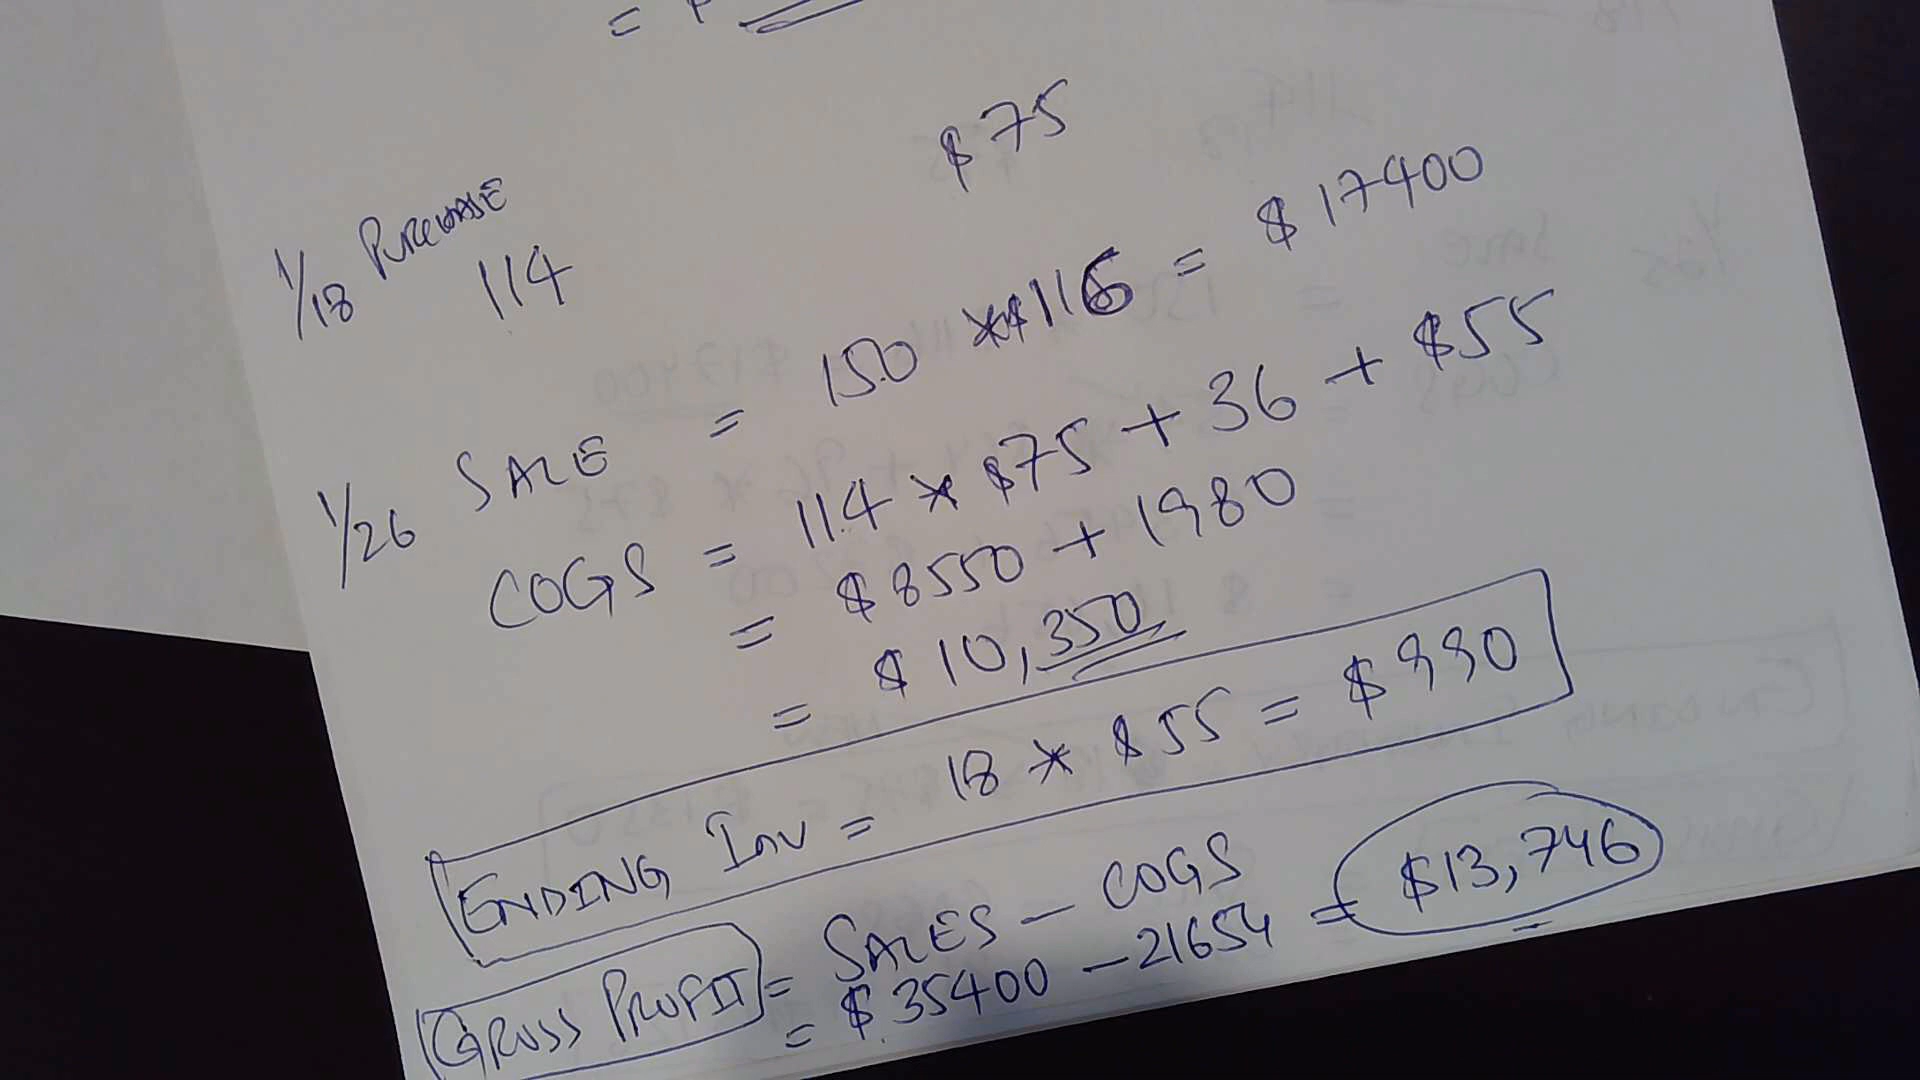 $75
1/18 PURCHASE
114
1/26 SALE = 150 * $116 = $17400
COGS = 114 * $75 + 36 + $55
= $8550 + 1980
= $10,350
ENDING INV = 18 * $55 = $990
GROSS PROFIT = SALES - COGS
= $35400 - 21654 = $13,746